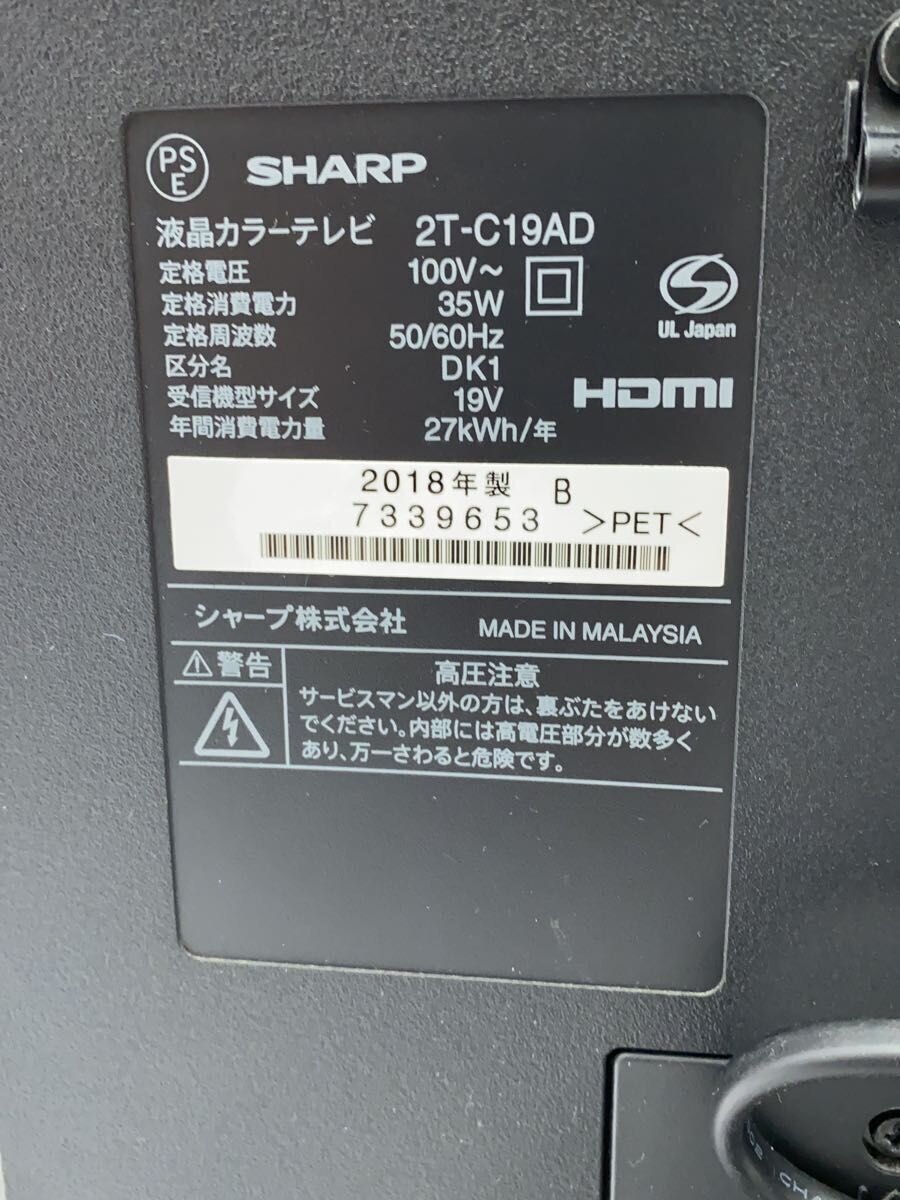 PS
E
SHARP
液晶カラーテレビ 2T-C19AD
定格電圧 100V～
定格消費電力 35W
定格周波数 50/60Hz
区分名 DK1
受信機型サイズ 19V
年間消費電力量 27kWh/年
UL Japan
HDMI
2018年製 B
7339653 >PET<
シャープ株式会社 MADE IN MALAYSIA
⚠警告
高圧注意
サービスマン以外の方は、裏ぶたをあけない
でください。内部には高電圧部分が数多く
あり、万一さわると危険です。